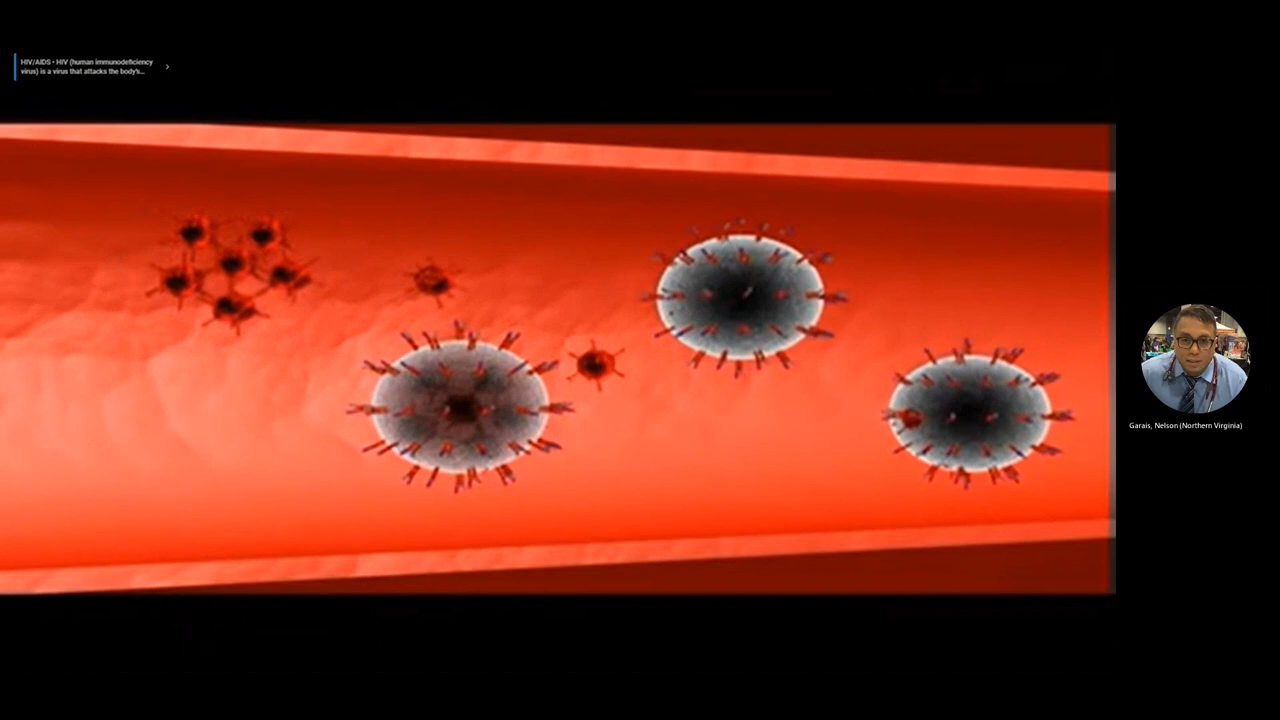 HIV/AIDS - HIV (human immunodeficiency
virus) is a virus that attacks the body's...
Garais, Nelson (Northern Virginia)